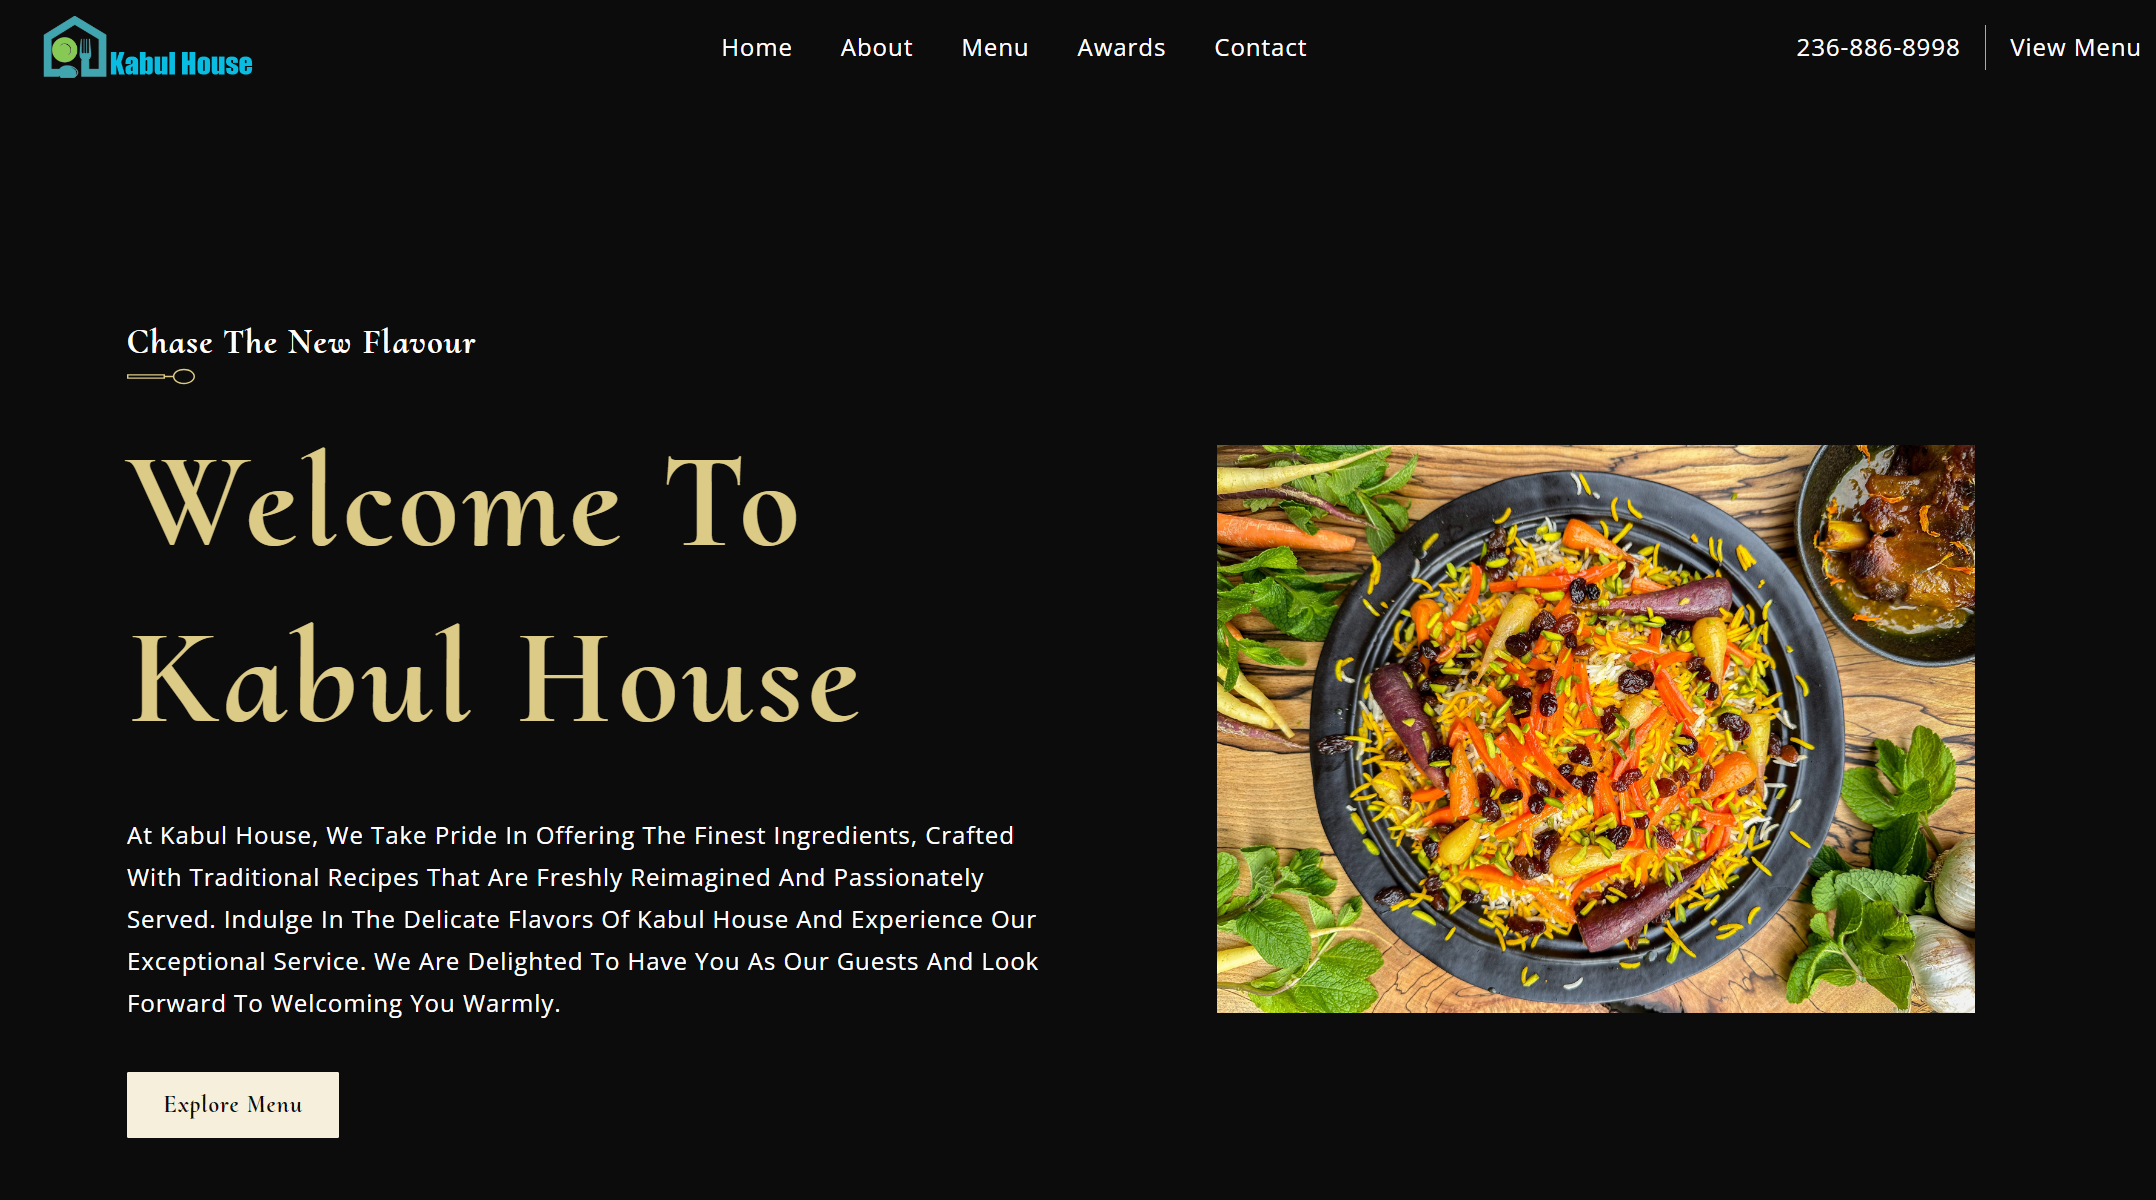 Kabul House
Home About Menu Awards Contact
236-886-8998 View Menu
Chase The New Flavour
Welcome To
Kabul House
At Kabul House, We Take Pride In Offering The Finest Ingredients, Crafted
With Traditional Recipes That Are Freshly Reimagined And Passionately
Served. Indulge In The Delicate Flavors Of Kabul House And Experience Our
Exceptional Service. We Are Delighted To Have You As Our Guests And Look
Forward To Welcoming You Warmly.
Explore Menu